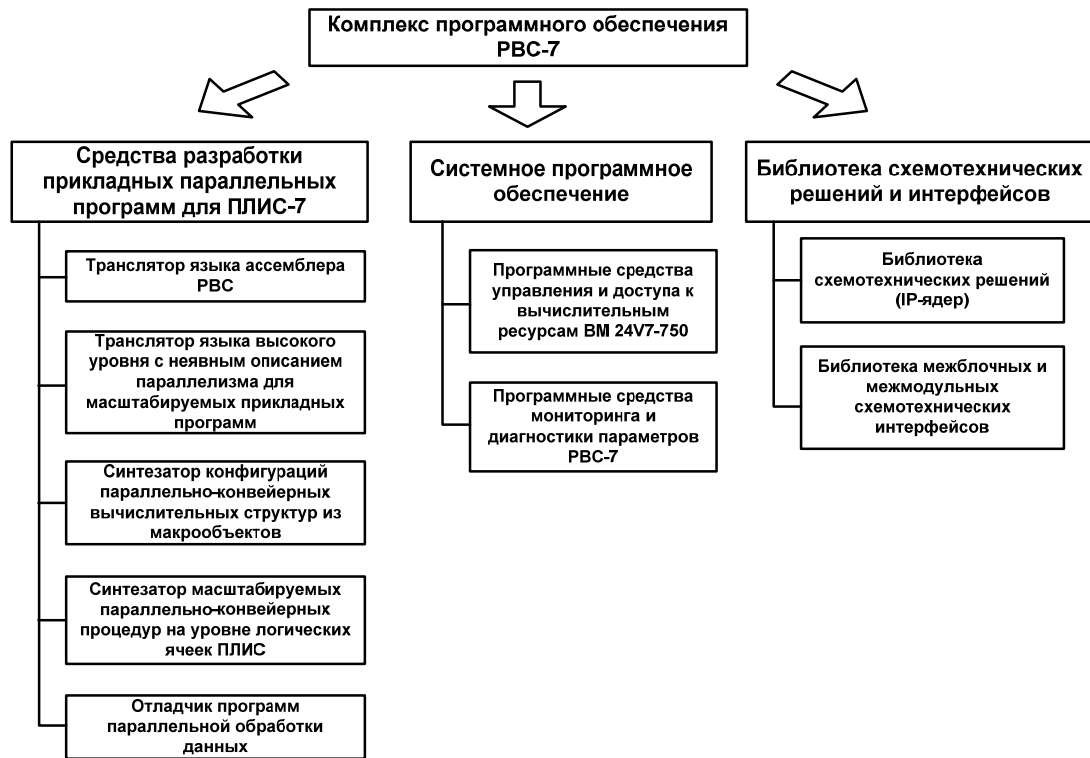 Комплекс программного обеспечения
РВС-7
Средства разработки
прикладных параллельных
программ для ПЛИС-7
Транслятор языка ассемблера
РВС
Транслятор языка высокого
уровня с неявным описанием
параллелизма для
масштабируемых прикладных
программ
Синтезатор конфигураций
параллельно-конвейерных
вычислительных структур из
макрообъектов
Синтезатор масштабируемых
параллельно-конвейерных
процедур на уровне логических
ячеек ПЛИС
Отладчик программ
параллельной обработки
данных
Системное программное
обеспечение
Программные средства
управления и доступа к
вычислительным
ресурсам ВМ 24V7-750
Программные средства
мониторинга и
диагностики параметров
РВС-7
Библиотека схемотехнических
решений и интерфейсов
Библиотека
схемотехнических решений
(IP-ядер)
Библиотека межблочных и
межмодульных
схемотехнических
интерфейсов